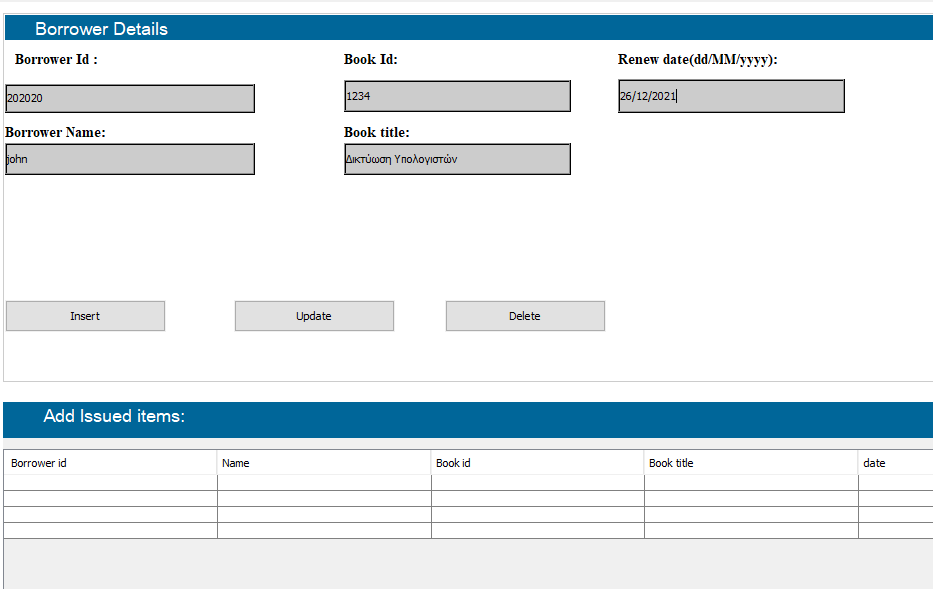 Borrower Details
Borrower Id :
Book Id:
Renew date(dd/MM/yyyy):
202020
1234
26/12/2021
Borrower Name:
Book title:
john
Δικτύωση Υπολογιστών
Insert
Update
Delete
Add Issued items:
Borrower id
Name
Book id
Book title
date